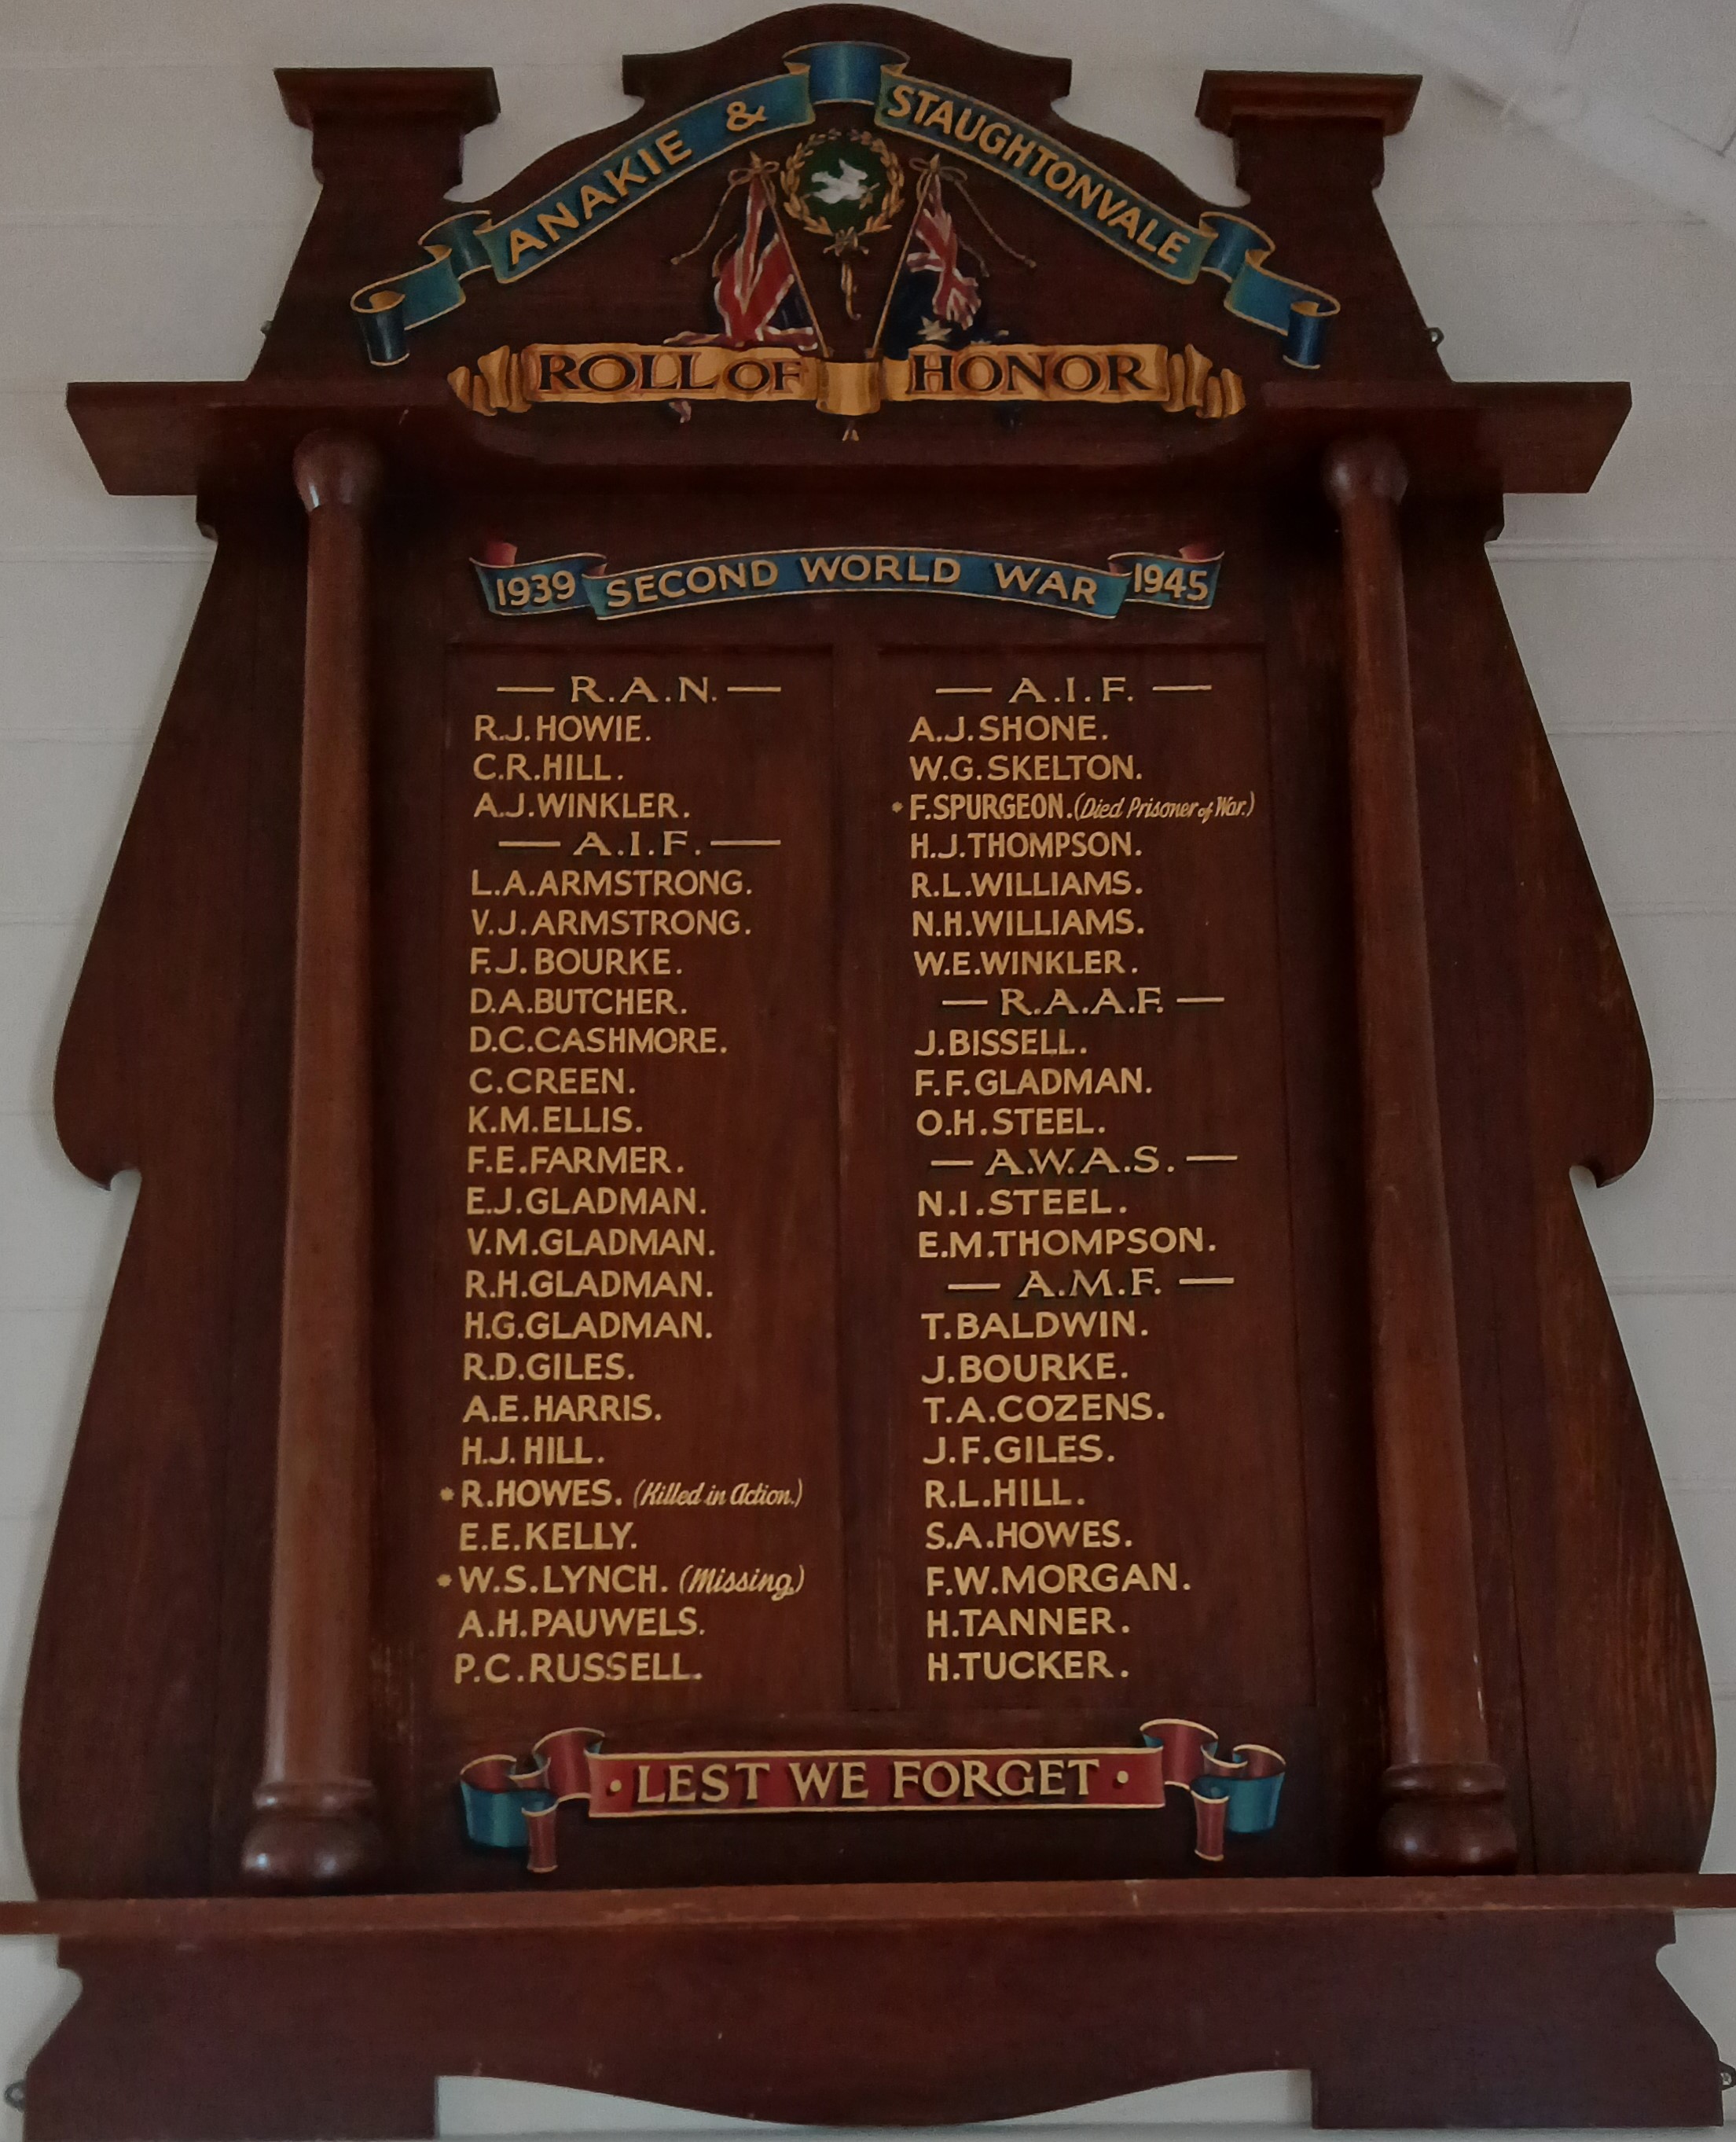 ANAKIE & STAUGHTONVALE
ROLL OF HONOR
1939 SECOND WORLD WAR 1945
— R.A.N. —
R.J.HOWIE.
C.R.HILL.
A.J.WINKLER.
— A.I.F. —
L.A.ARMSTRONG.
V.J.ARMSTRONG.
F.J.BOURKE.
D.A.BUTCHER.
D.C.CASHMORE.
C.CREEN.
K.M.ELLIS.
F.E.FARMER.
E.J.GLADMAN.
V.M.GLADMAN.
R.H.GLADMAN.
H.G.GLADMAN.
R.D.GILES.
A.E.HARRIS.
H.J.HILL.
*R.HOWES. (Killed in Action.)
E.E.KELLY.
*W.S.LYNCH. (Missing.)
A.H.PAUWELS.
P.C.RUSSELL.
— A.I.F. —
A.J.SHONE.
W.G.SKELTON.
*F.SPURGEON. (Died Prisoner of War.)
H.J.THOMPSON.
R.L.WILLIAMS.
N.H.WILLIAMS.
W.E.WINKLER.
— R.A.A.F. —
J.BISSELL.
F.F.GLADMAN.
O.H.STEEL.
— A.W.A.S. —
N.I.STEEL.
E.M.THOMPSON.
— A.M.F. —
T.BALDWIN.
J.BOURKE.
T.A.COZENS.
J.F.GILES.
R.L.HILL.
S.A.HOWES.
F.W.MORGAN.
H.TANNER.
H.TUCKER.
· LEST WE FORGET ·